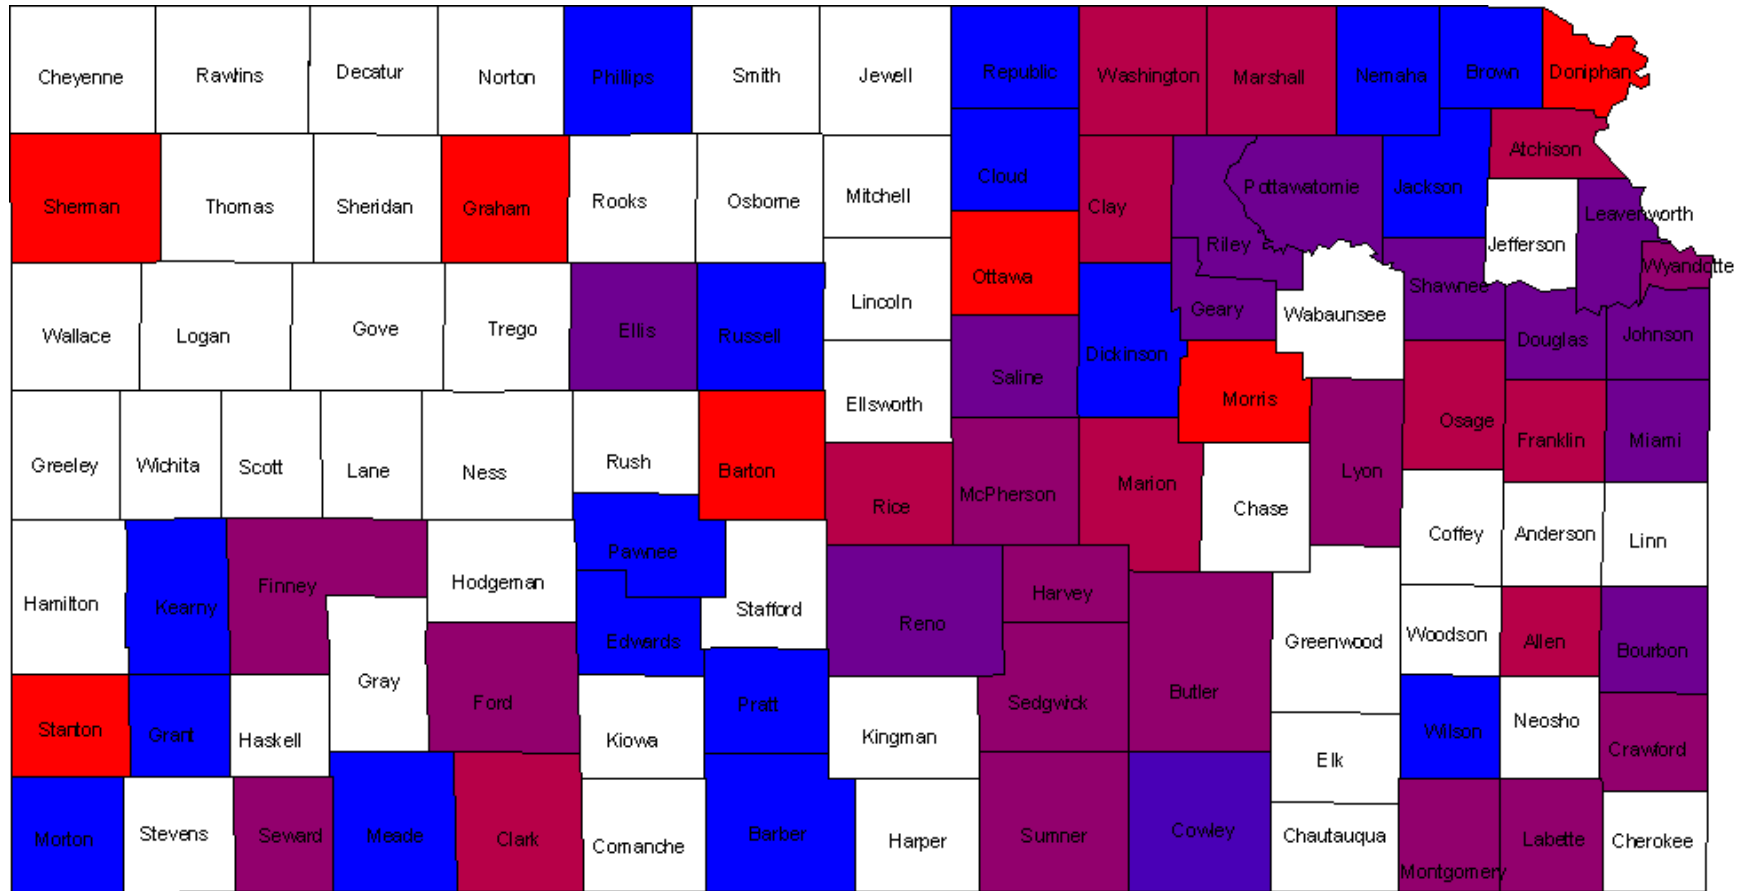 Cheyenne
Rawlins
Decatur
Norton
Phillips
Smith
Jewell
Republic
Washington
Marshall
Nemaha
Brown
Doniphan
Sherman
Thomas
Sheridan
Graham
Rooks
Osborne
Mitchell
Cloud
Clay
Riley
Pottawatomie
Jackson
Atchison
Jefferson
Leavenworth
Wyandotte
Wallace
Logan
Gove
Trego
Ellis
Russell
Lincoln
Ottawa
Dickinson
Geary
Wabaunsee
Shawnee
Douglas
Johnson
Greeley
Wichita
Scott
Lane
Ness
Rush
Barton
Ellsworth
Saline
Morris
Osage
Franklin
Miami
Rice
McPherson
Marion
Chase
Lyon
Coffey
Anderson
Linn
Hamilton
Kearny
Finney
Hodgeman
Pawnee
Edwards
Stafford
Reno
Harvey
Greenwood
Woodson
Allen
Bourbon
Stanton
Grant
Haskell
Gray
Ford
Kiowa
Pratt
Kingman
Sedgwick
Butler
Elk
Wilson
Neosho
Crawford
Morton
Stevens
Seward
Meade
Clark
Comanche
Barber
Harper
Sumner
Cowley
Chautauqua
Montgomery
Labette
Cherokee